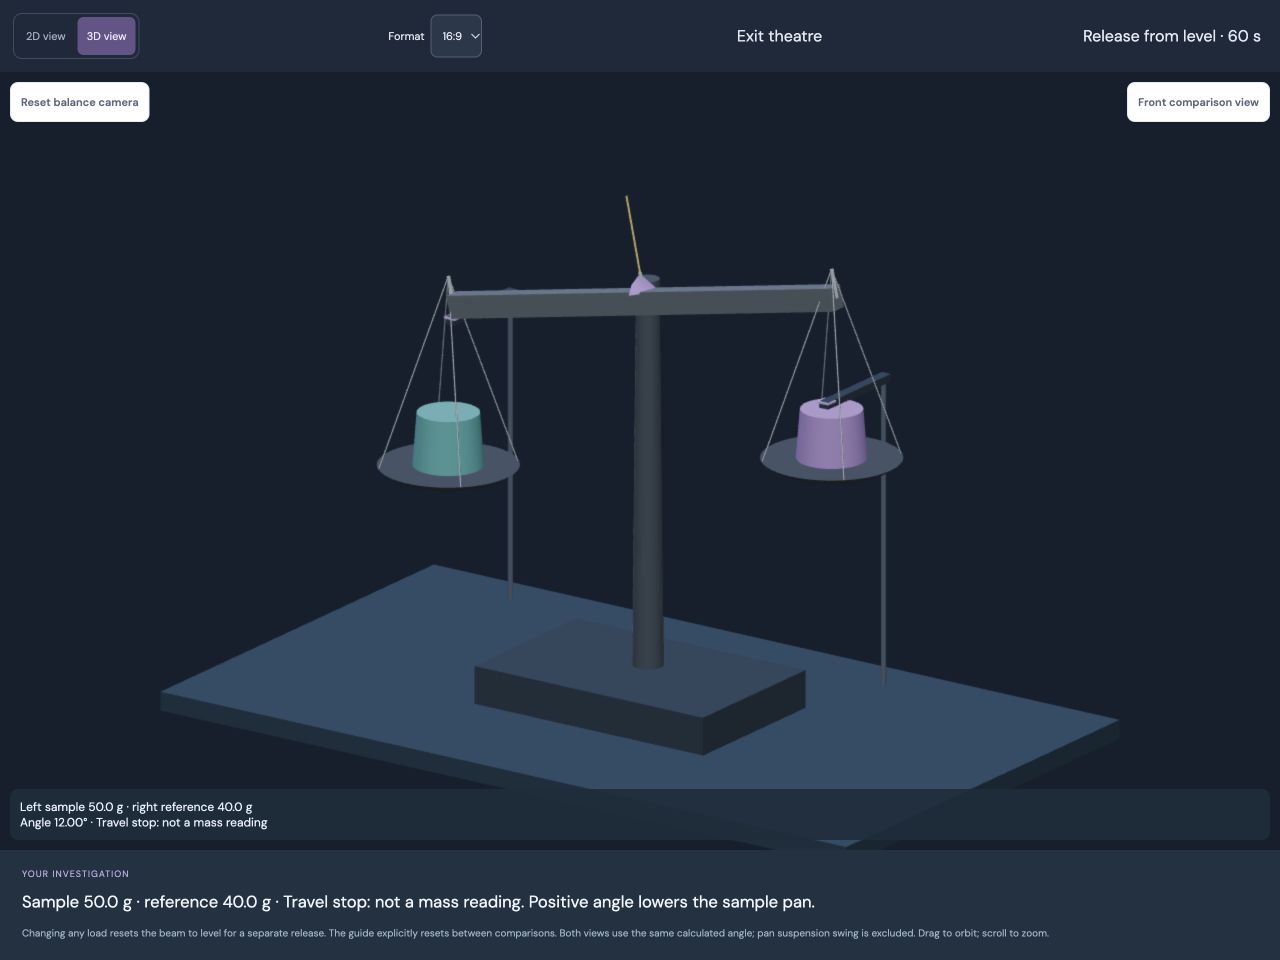 2D view
3D view
Format
16:9
Exit theatre
Release from level · 60 s
Reset balance camera
Front comparison view
Left sample 50.0 g · right reference 40.0 g
Angle 12.00° · Travel stop: not a mass reading
YOUR INVESTIGATION
Sample 50.0 g · reference 40.0 g · Travel stop: not a mass reading. Positive angle lowers the sample pan.
Changing any load resets the beam to level for a separate release. The guide explicitly resets between comparisons. Both views use the same calculated angle; pan suspension swing is excluded. Drag to orbit; scroll to zoom.